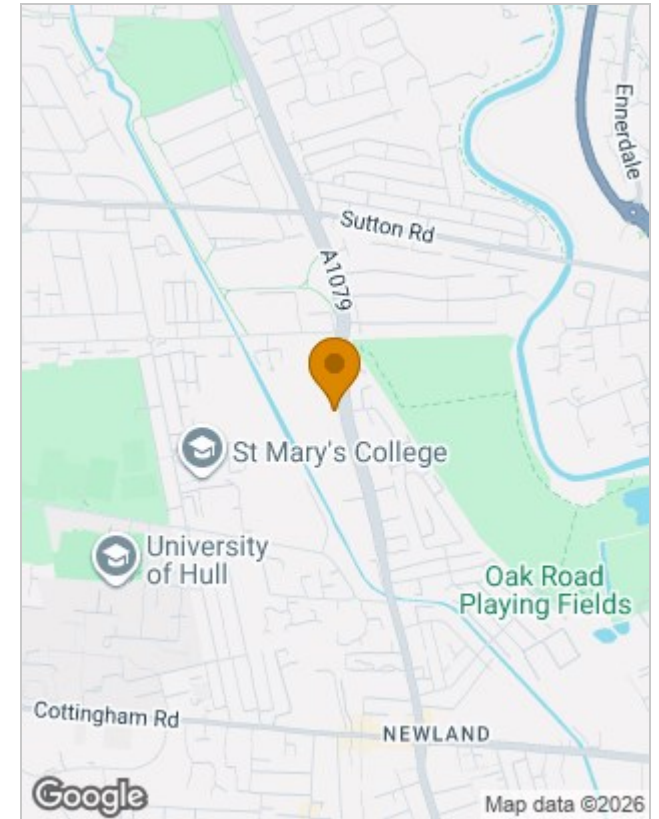 Ennerdale
Sutton Rd
A1079
St Mary's College
University
of Hull
Oak Road
Playing Fields
Cottingham Rd
NEWLAND
Google
Map data ©2026